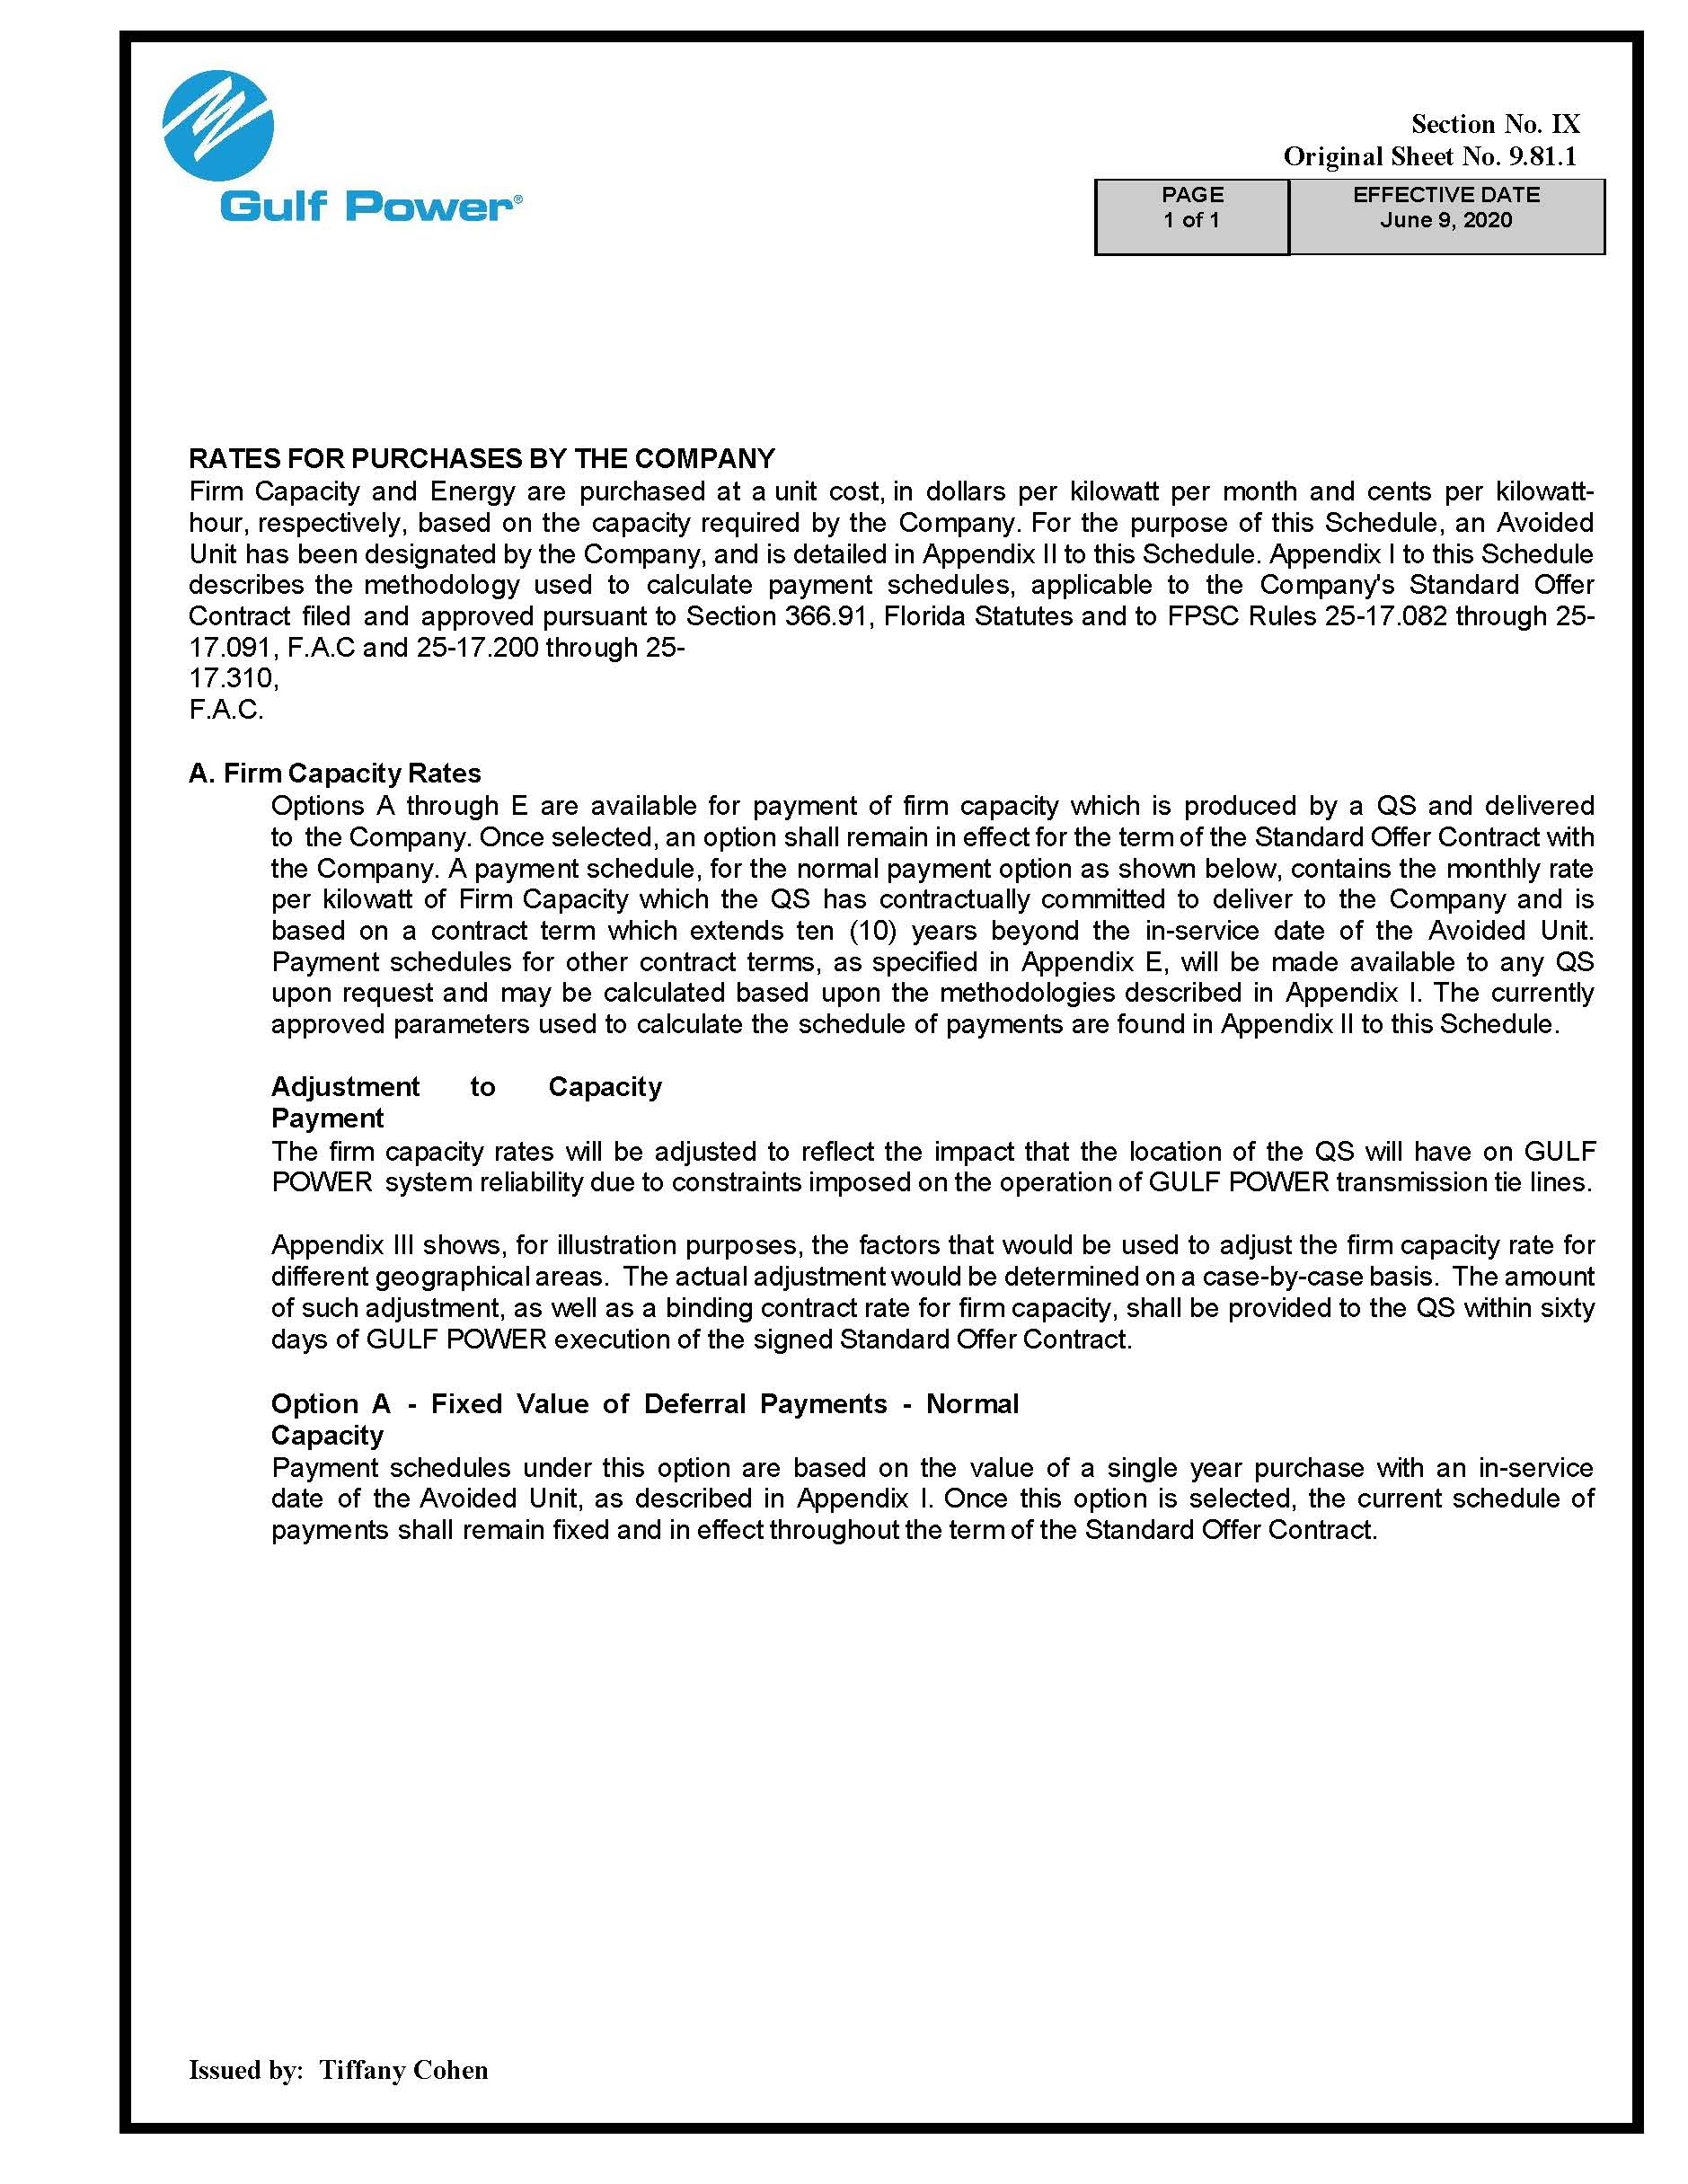 Gulf Power®
Section No. IX
Original Sheet No. 9.81.1
PAGE
1 of 1
EFFECTIVE DATE
June 9, 2020
RATES FOR PURCHASES BY THE COMPANY
Firm Capacity and Energy are purchased at a unit cost, in dollars per kilowatt per month and cents per kilowatt-
hour, respectively, based on the capacity required by the Company. For the purpose of this Schedule, an Avoided
Unit has been designated by the Company, and is detailed in Appendix II to this Schedule. Appendix I to this Schedule
describes the methodology used to calculate payment schedules, applicable to the Company's Standard Offer
Contract filed and approved pursuant to Section 366.91, Florida Statutes and to FPSC Rules 25-17.082 through 25-
17.091, F.A.C and 25-17.200 through 25-
17.310,
F.A.C.
A. Firm Capacity Rates
Options A through E are available for payment of firm capacity which is produced by a QS and delivered
to the Company. Once selected, an option shall remain in effect for the term of the Standard Offer Contract with
the Company. A payment schedule, for the normal payment option as shown below, contains the monthly rate
per kilowatt of Firm Capacity which the QS has contractually committed to deliver to the Company and is
based on a contract term which extends ten (10) years beyond the in-service date of the Avoided Unit.
Payment schedules for other contract terms, as specified in Appendix E, will be made available to any QS
upon request and may be calculated based upon the methodologies described in Appendix I. The currently
approved parameters used to calculate the schedule of payments are found in Appendix II to this Schedule.
Adjustment to Capacity
Payment
The firm capacity rates will be adjusted to reflect the impact that the location of the QS will have on GULF
POWER system reliability due to constraints imposed on the operation of GULF POWER transmission tie lines.
Appendix III shows, for illustration purposes, the factors that would be used to adjust the firm capacity rate for
different geographical areas. The actual adjustment would be determined on a case-by-case basis. The amount
of such adjustment, as well as a binding contract rate for firm capacity, shall be provided to the QS within sixty
days of GULF POWER execution of the signed Standard Offer Contract.
Option A - Fixed Value of Deferral Payments - Normal
Capacity
Payment schedules under this option are based on the value of a single year purchase with an in-service
date of the Avoided Unit, as described in Appendix I. Once this option is selected, the current schedule of
payments shall remain fixed and in effect throughout the term of the Standard Offer Contract.
Issued by: Tiffany Cohen